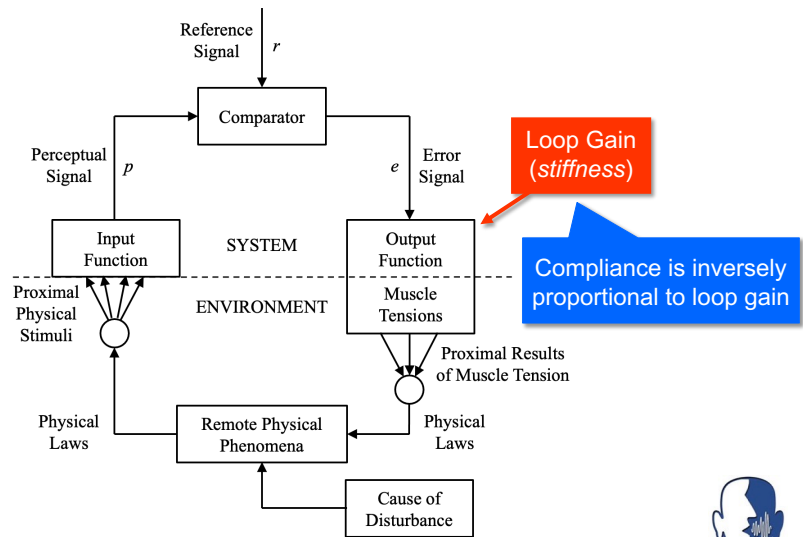 Reference
Signal
r
Comparator
Perceptual
Signal
p
e
Error
Signal
Loop Gain
(stiffness)
Input
Function
SYSTEM
Output
Function
Compliance is inversely
proportional to loop gain
Proximal
Physical
Stimuli
ENVIRONMENT
Muscle
Tensions
Proximal Results
of Muscle Tension
Physical
Laws
Remote Physical
Phenomena
Physical
Laws
Cause of
Disturbance